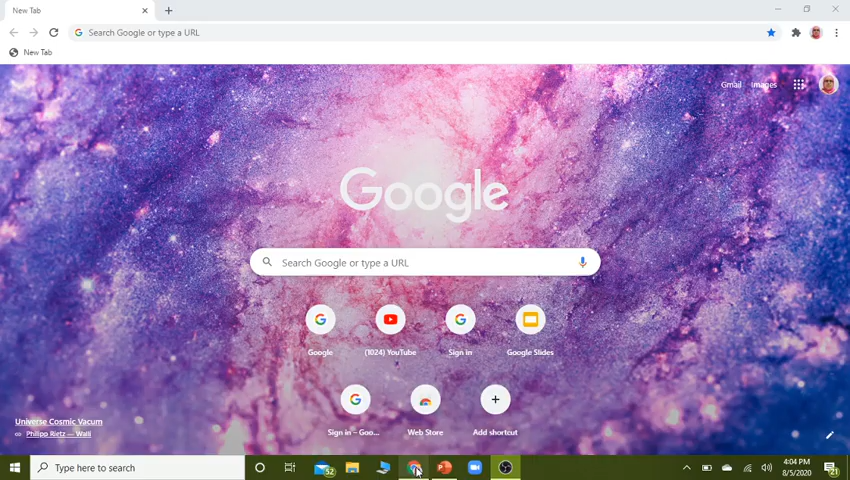 New Tab
Search Google or type a URL
New Tab
Gmail Images
Google
Search Google or type a URL
Google (1024) YouTube Sign in Google Slides
Sign in – Goo... Web Store Add shortcut
Universe Cosmic Vacum
Philipp Rietz — Walli
Type here to search
52
4:04 PM
8/5/2020
21